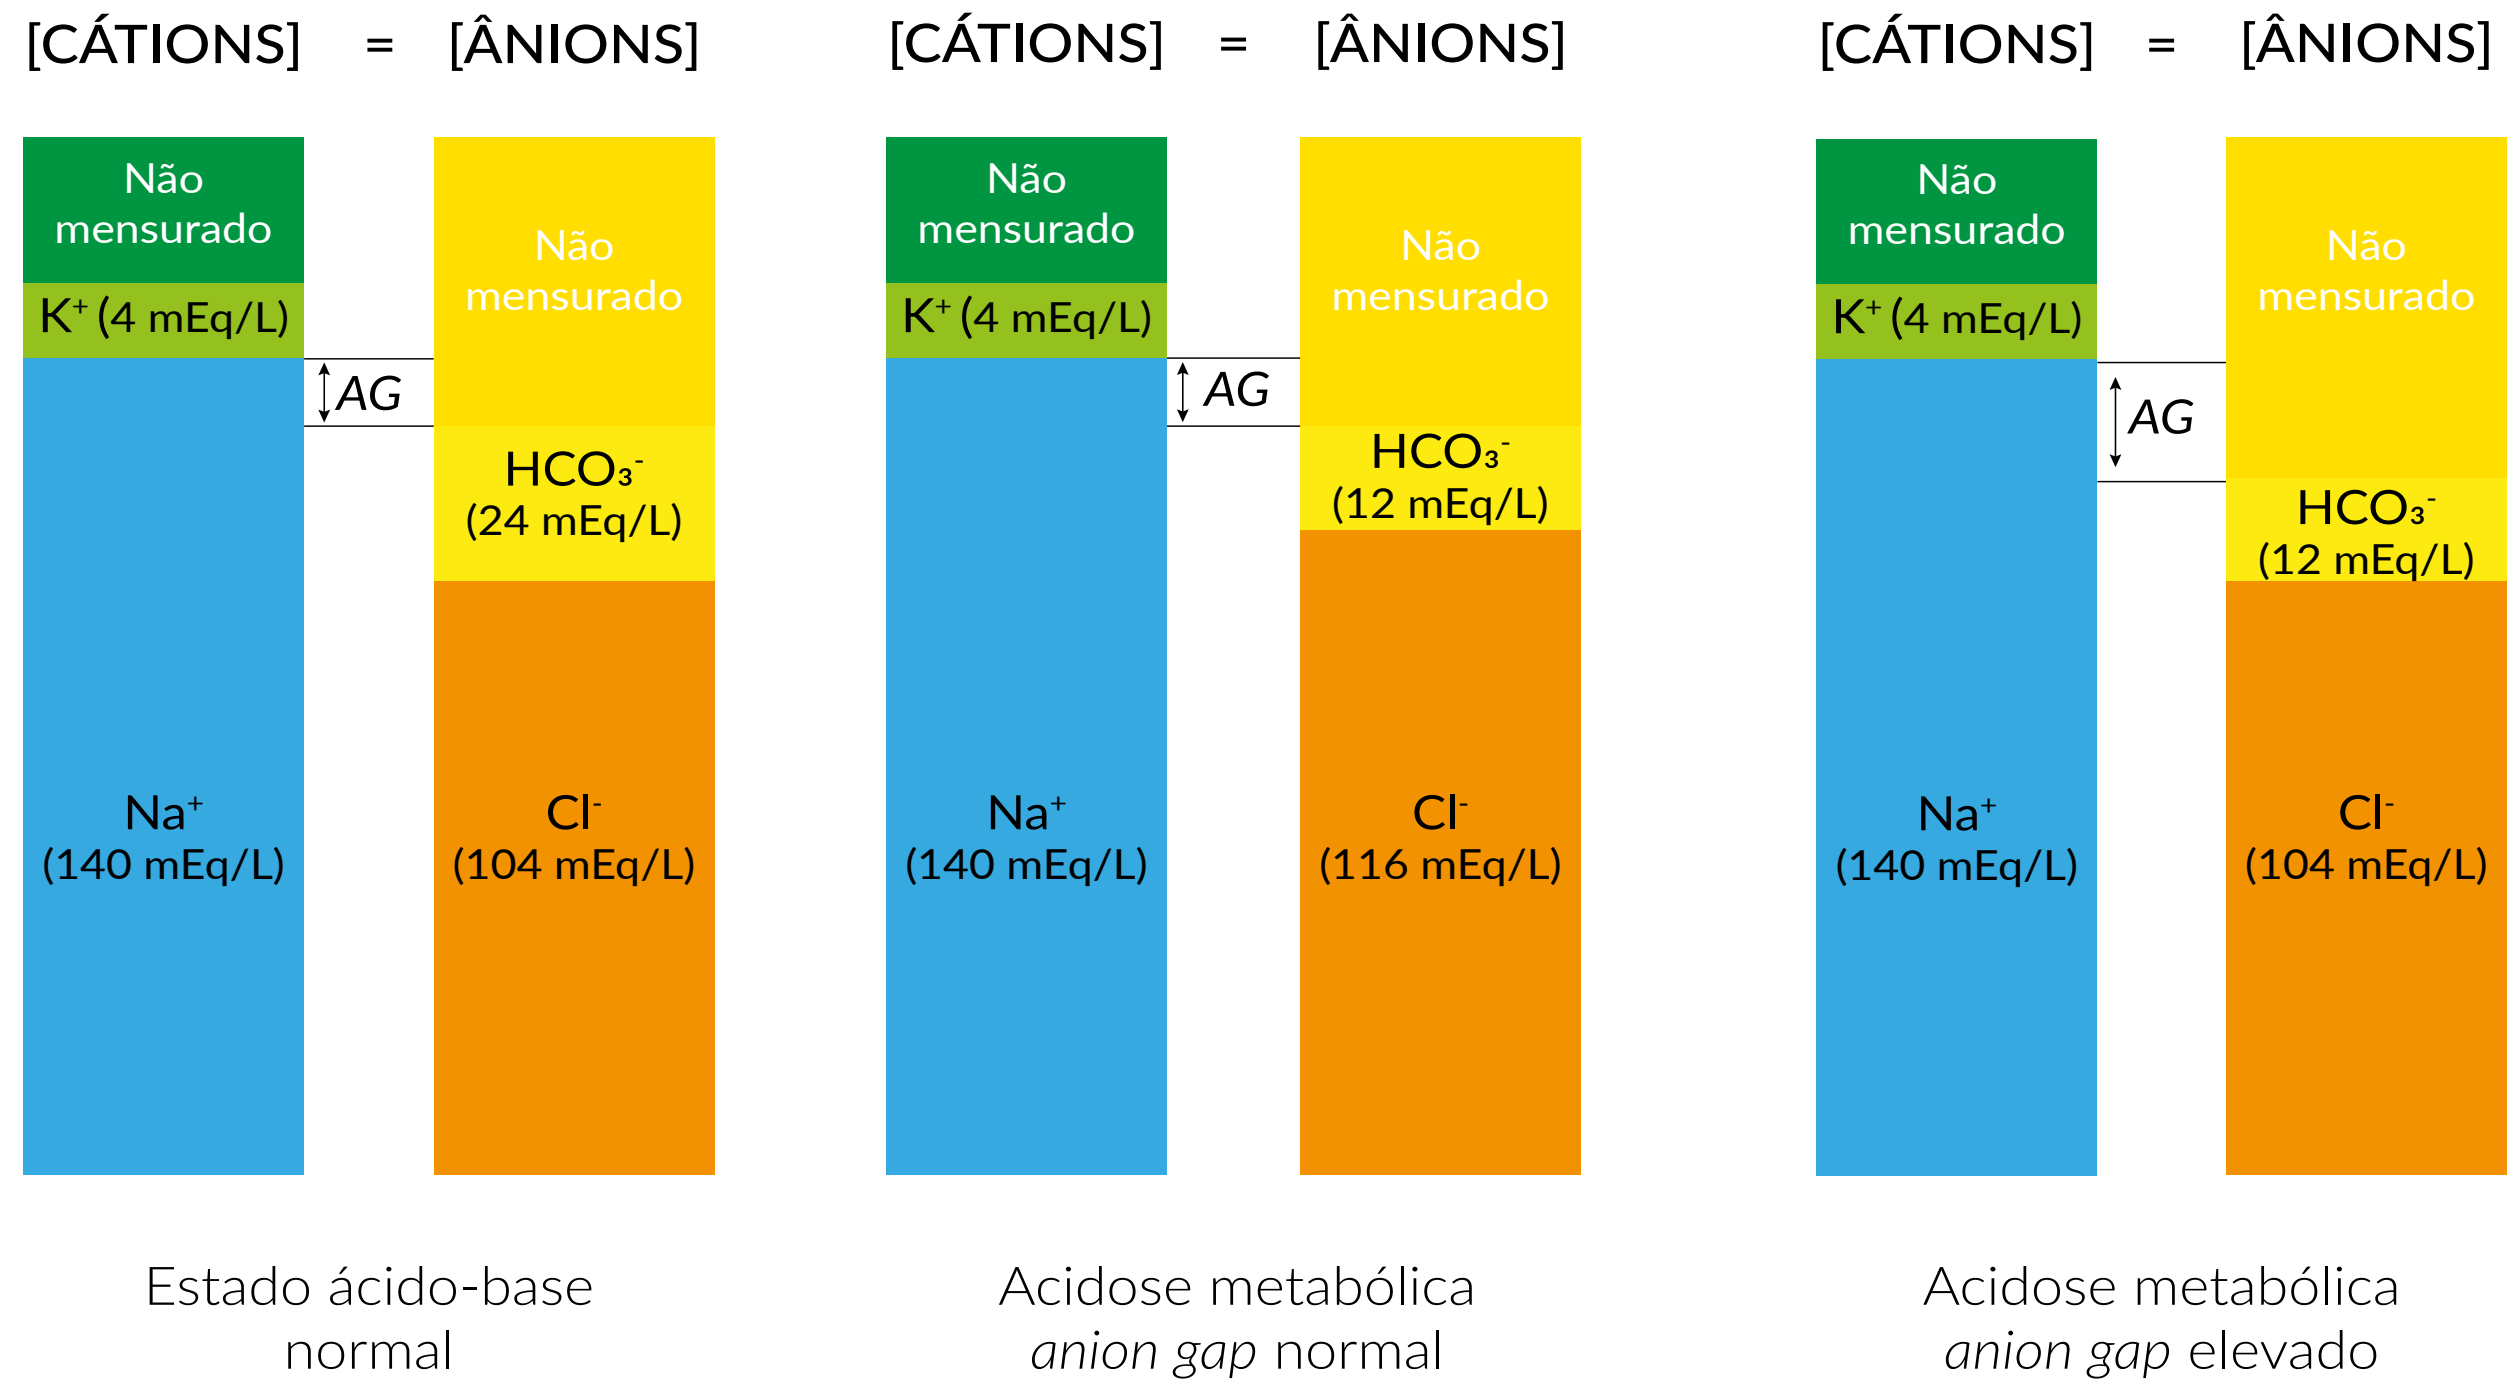 [CÁTIONS] = [ÂNIONS]
Não
mensurado
K⁺ (4 mEq/L)
Na⁺
(140 mEq/L)
AG
Não
mensurado
HCO₃⁻
(24 mEq/L)
Cl⁻
(104 mEq/L)
Estado ácido-base
normal
[CÁTIONS] = [ÂNIONS]
Não
mensurado
K⁺ (4 mEq/L)
Na⁺
(140 mEq/L)
AG
Não
mensurado
HCO₃⁻
(12 mEq/L)
Cl⁻
(116 mEq/L)
Acidose metabólica
anion gap normal
[CÁTIONS] = [ÂNIONS]
Não
mensurado
K⁺ (4 mEq/L)
Na⁺
(140 mEq/L)
AG
Não
mensurado
HCO₃⁻
(12 mEq/L)
Cl⁻
(104 mEq/L)
Acidose metabólica
anion gap elevado